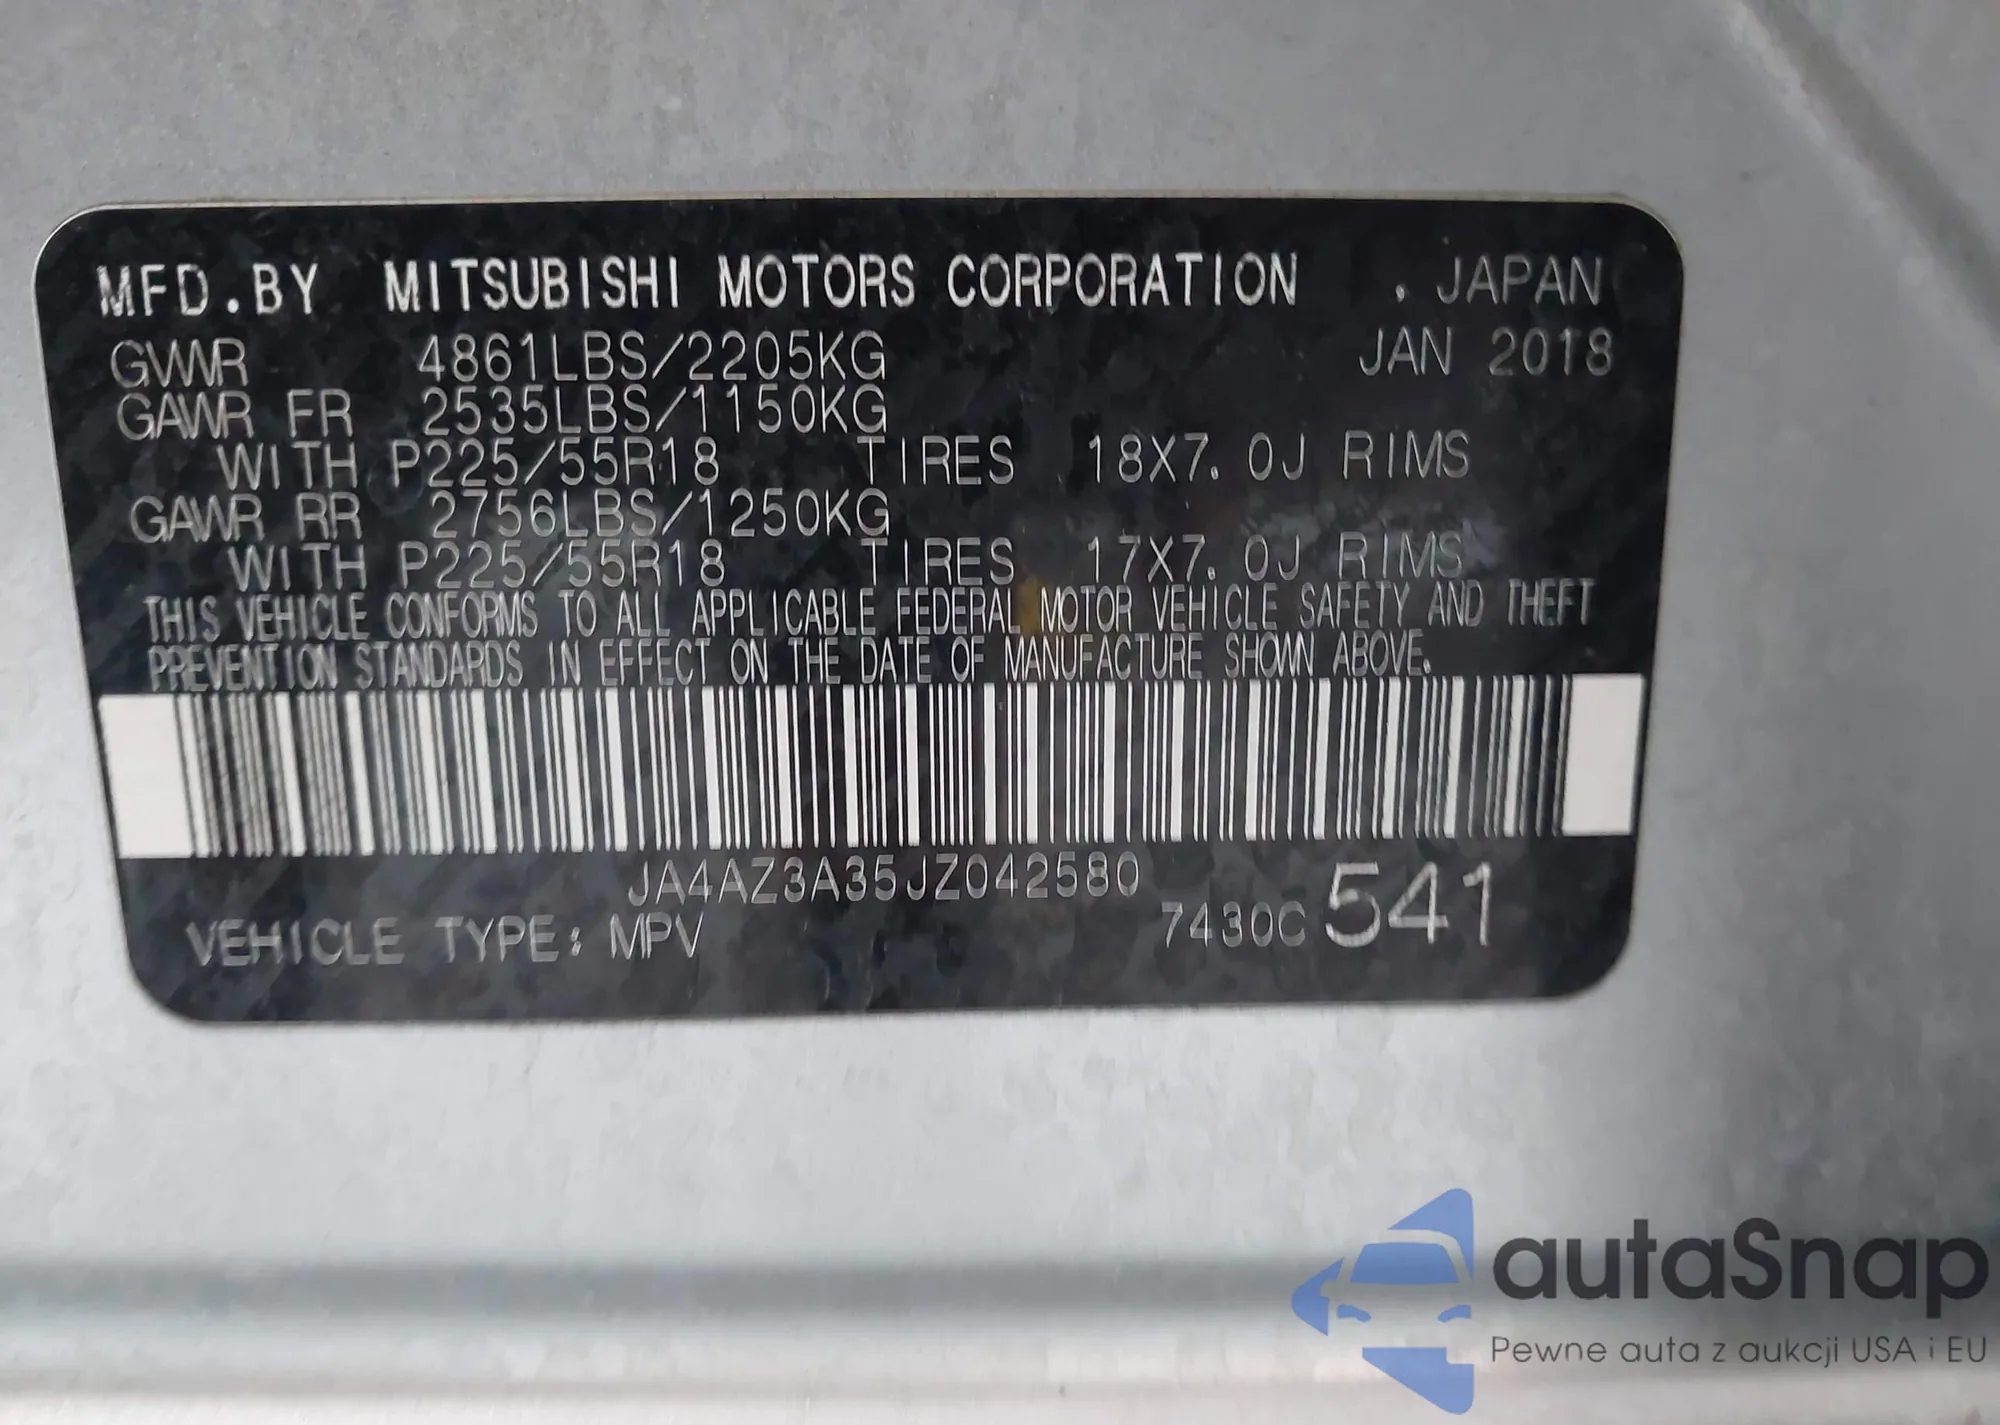 MFD.BY MITSUBISHI MOTORS CORPORATION . JAPAN
GVWR 4861LBS/2205KG JAN 2018
GAWR FR 2535LBS/1150KG
WITH P225/55R18 TIRES 18X7.0J RIMS
GAWR RR 2756LBS/1250KG
WITH P225/55R18 TIRES 17X7.0J RIMS
THIS VEHICLE CONFORMS TO ALL APPLICABLE FEDERAL MOTOR VEHICLE SAFETY AND THEFT
PREVENTION STANDARDS IN EFFECT ON THE DATE OF MANUFACTURE SHOWN ABOVE.
JA4AZ3A35JZ042580
VEHICLE TYPE: MPV 7430C 541
autaSnap
Pewne auta z aukcji USA i EU